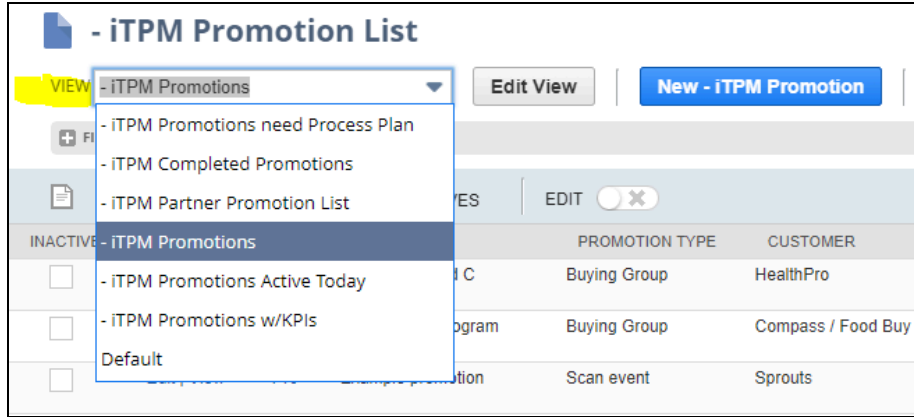 - iTPM Promotion List
VIEW - iTPM Promotions Edit View New - iTPM Promotion
- iTPM Promotions need Process Plan
- iTPM Completed Promotions
- iTPM Partner Promotion List
EDIT
- iTPM Promotions
INACTIVE PROMOTION TYPE CUSTOMER
- iTPM Promotions Active Today
C Buying Group HealthPro
- iTPM Promotions w/KPIs
Buying Group Compass / Food Buy
Default
Scan event Sprouts